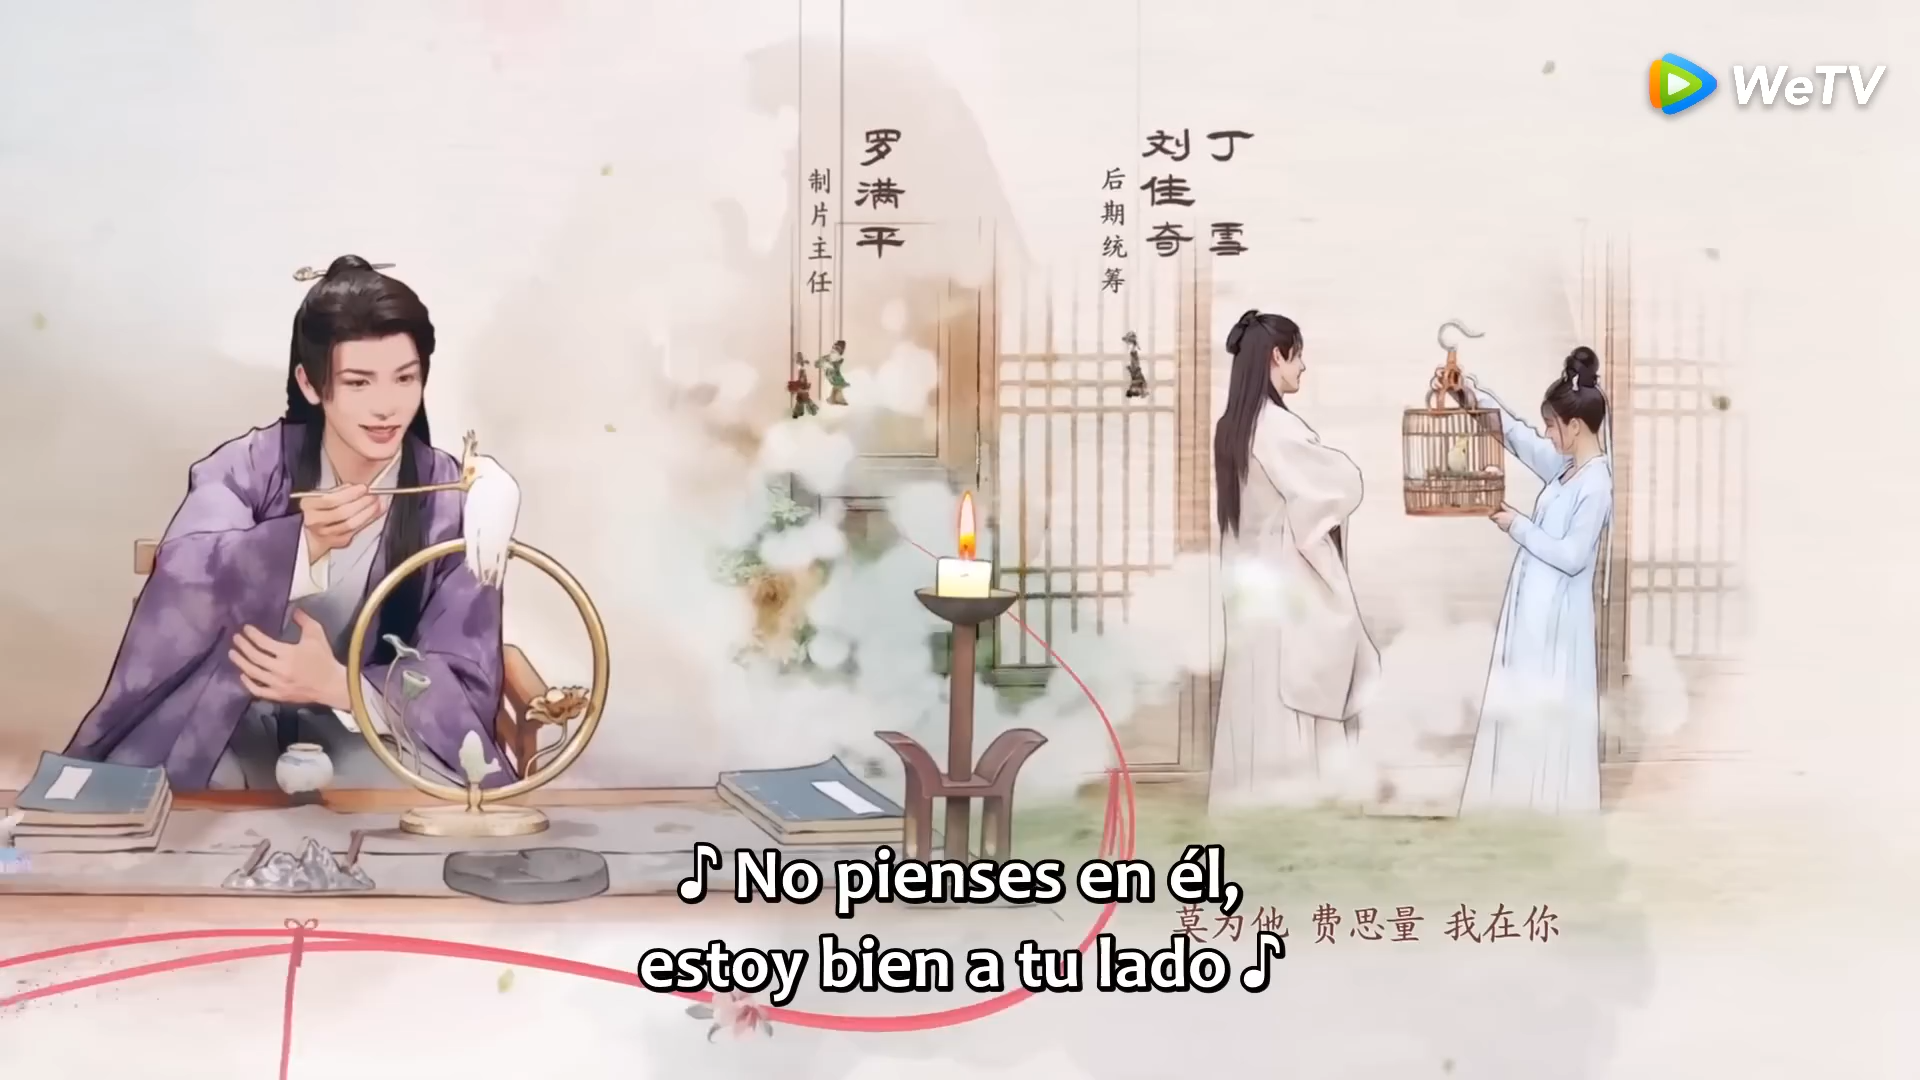 WeTV
罗满平
制片主任
丁雪
刘佳奇
后期统筹
♪ No pienses en él,
estoy bien a tu lado ♪
莫为他 费思量 我在你